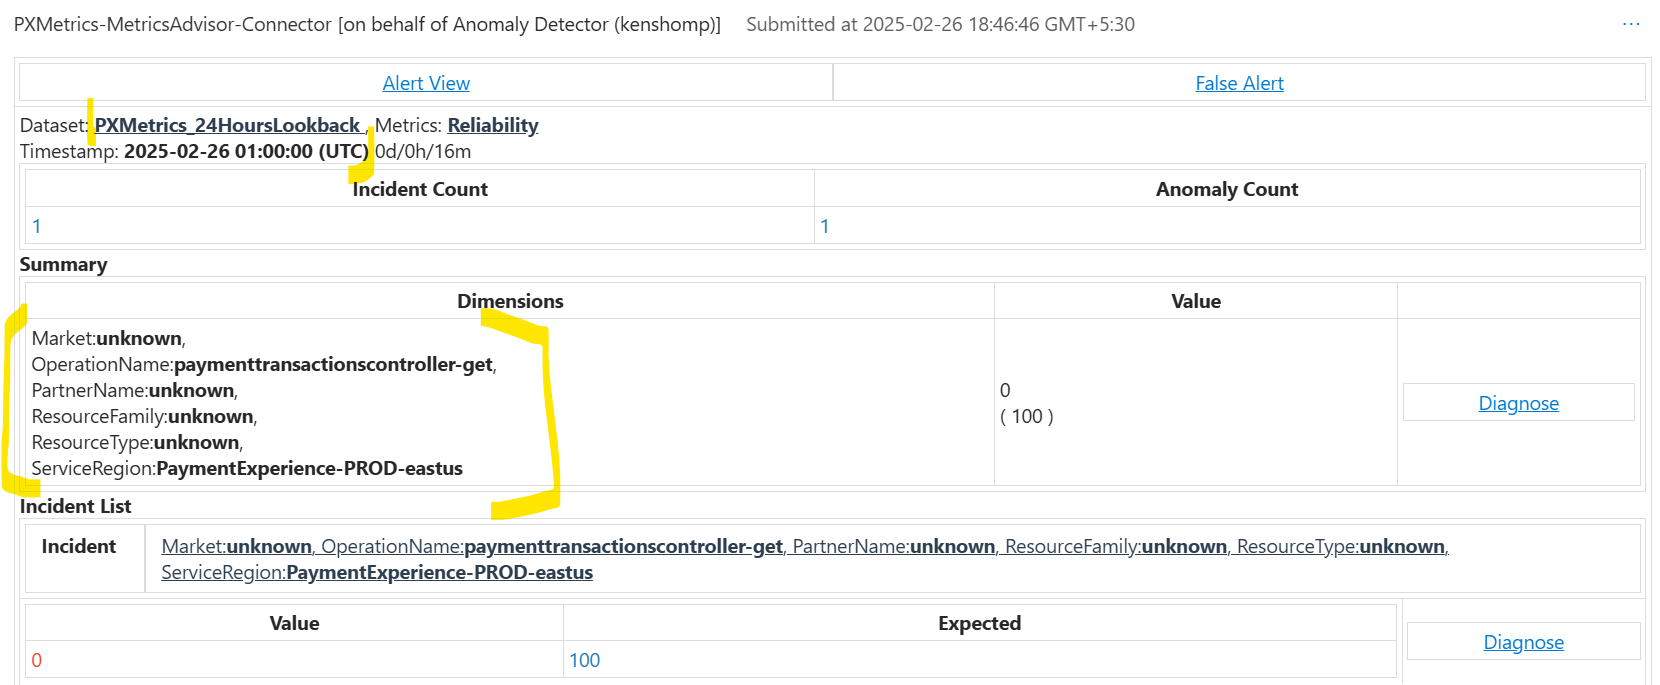 PXMetrics-MetricsAdvisor-Connector [on behalf of Anomaly Detector (kenshomp)] Submitted at 2025-02-26 18:46:46 GMT+5:30 ...
Alert View False Alert
Dataset: PXMetrics_24HoursLookback , Metrics: Reliability
Timestamp: 2025-02-26 01:00:00 (UTC) 0d/0h/16m
Incident Count Anomaly Count
1 1
Summary
Dimensions Value
Market:unknown,
OperationName:paymenttransactionscontroller-get,
PartnerName:unknown,
ResourceFamily:unknown,
ResourceType:unknown,
ServiceRegion:PaymentExperience-PROD-eastus
0
( 100 )
Diagnose
Incident List
Incident Market:unknown, OperationName:paymenttransactionscontroller-get, PartnerName:unknown, ResourceFamily:unknown, ResourceType:unknown,
ServiceRegion:PaymentExperience-PROD-eastus
Value Expected
0 100
Diagnose